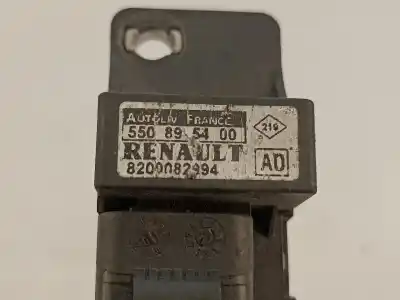 AUTOLIV FRANCE
550 89 54 00
RENAULT
8200082994
219
AD